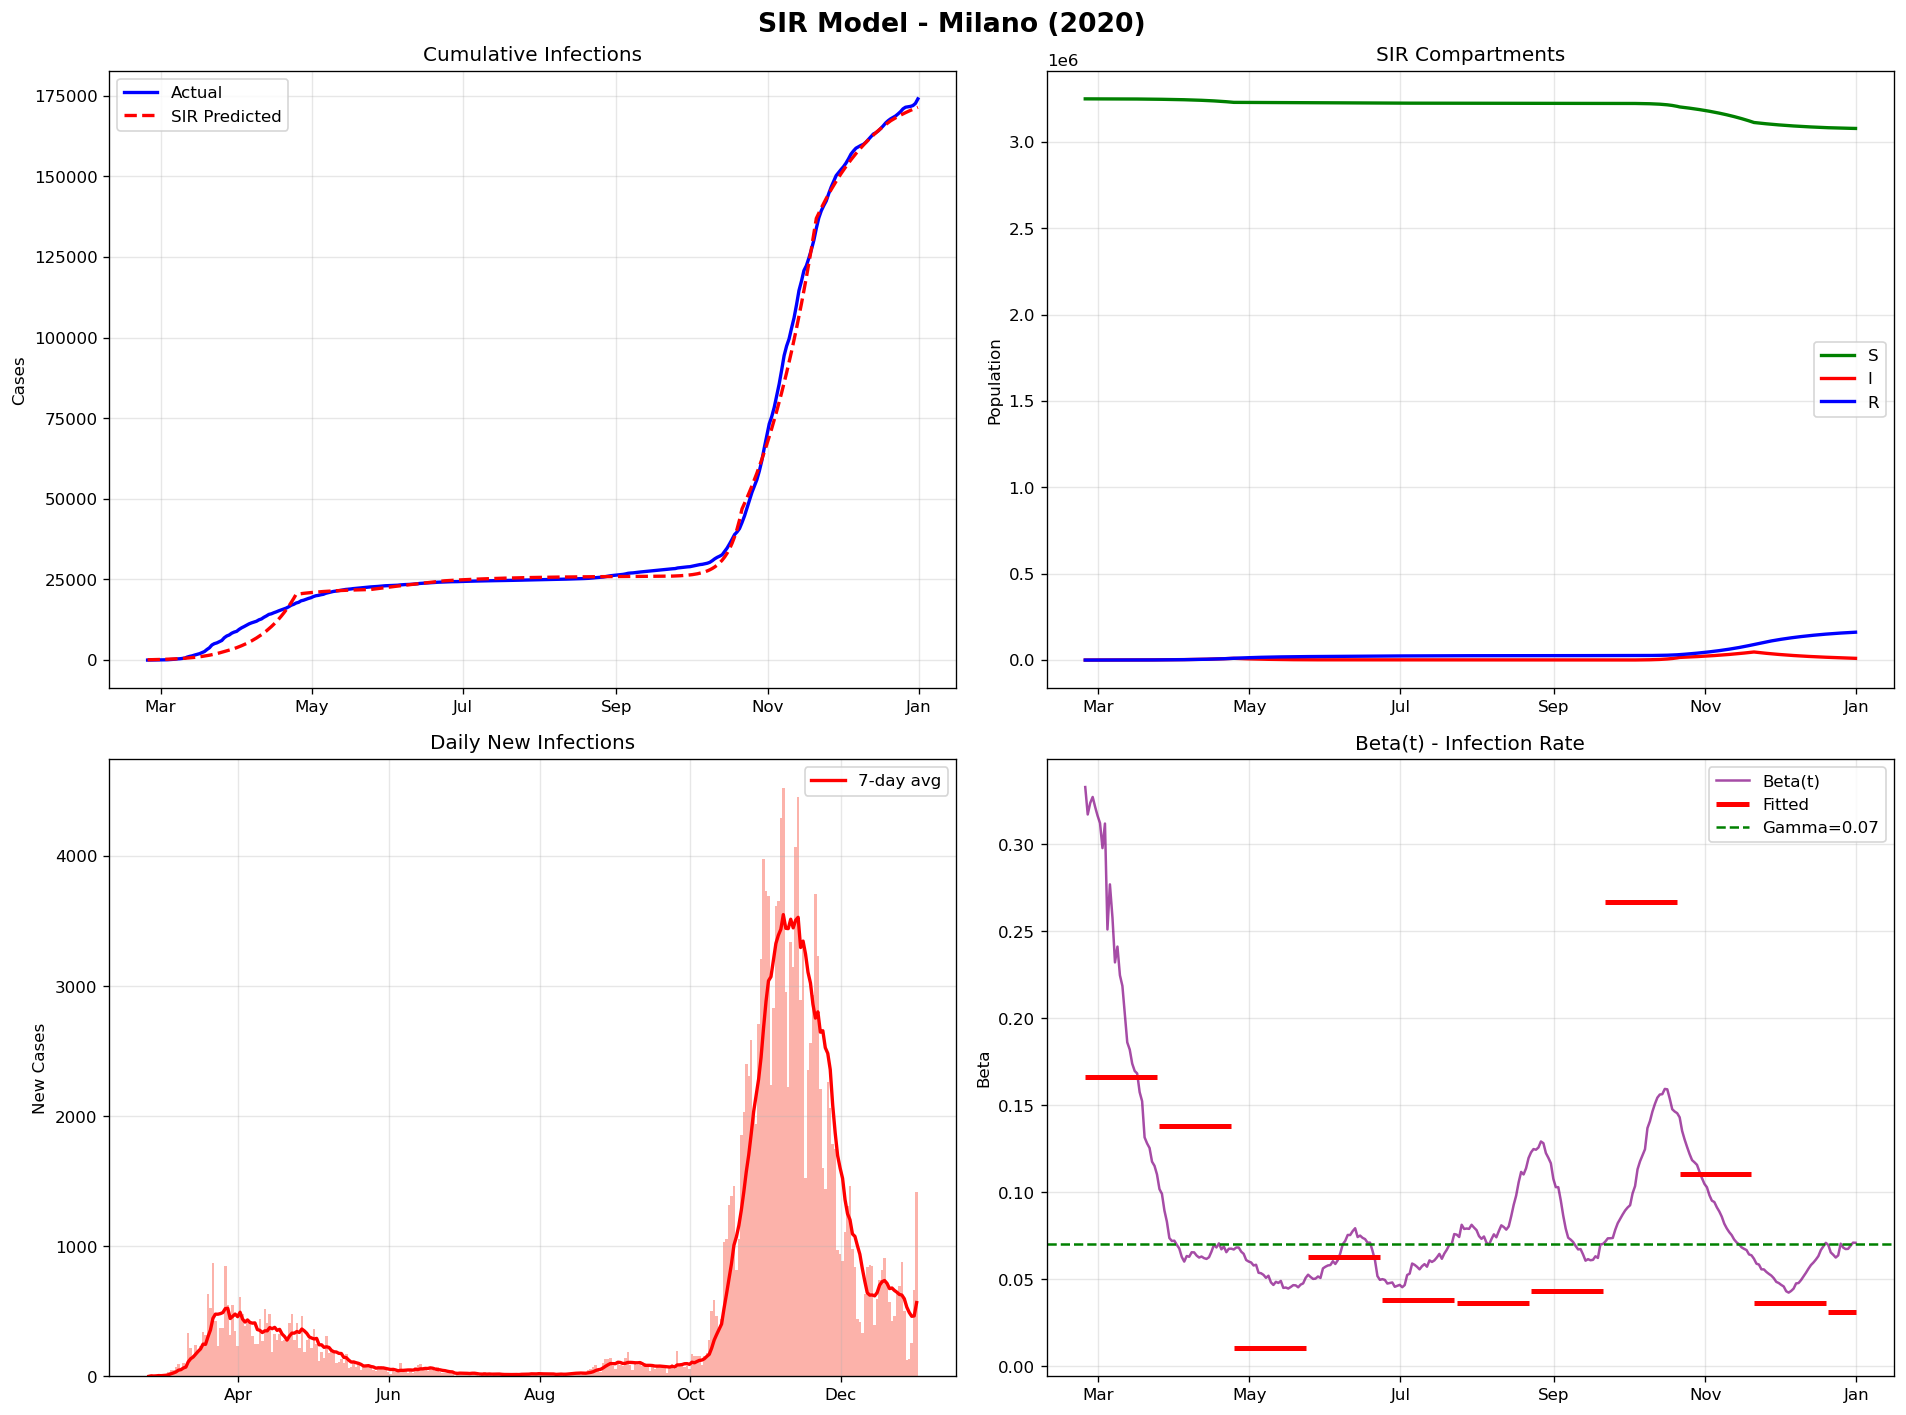 SIR Model - Milano (2020)
Cumulative Infections
Actual
SIR Predicted
Cases
175000
150000
125000
100000
75000
50000
25000
0
Mar May Jul Sep Nov Jan
SIR Compartments
1e6
S
I
R
Population
3.0
2.5
2.0
1.5
1.0
0.5
0.0
Mar May Jul Sep Nov Jan
Daily New Infections
7-day avg
New Cases
4000
3000
2000
1000
0
Apr Jun Aug Oct Dec
Beta(t) - Infection Rate
Beta(t)
Fitted
Gamma=0.07
Beta
0.30
0.25
0.20
0.15
0.10
0.05
0.00
Mar May Jul Sep Nov Jan